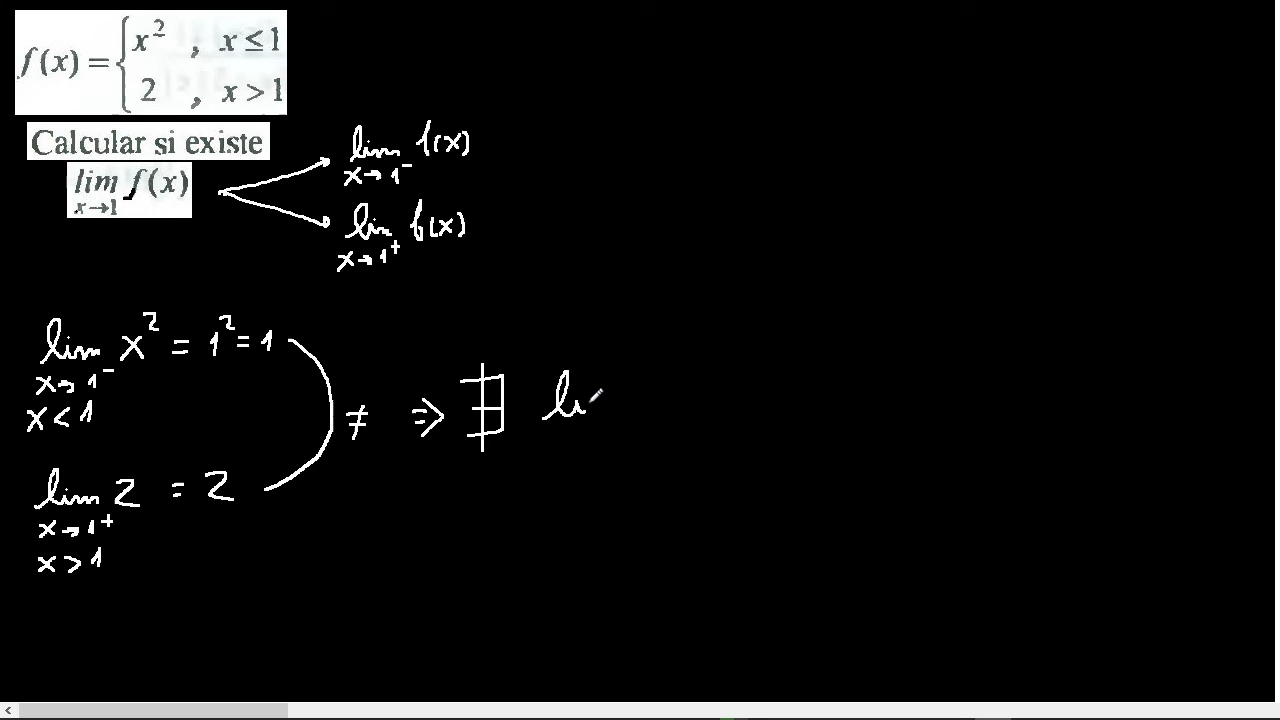 f(x) = { x² , x ≤ 1
2 , x > 1
Calcular si existe
lim f(x)
x→1
lim f(x)
x→1⁻
lim f(x)
x→1⁺
lim x² = 1² = 1
x→1⁻
x < 1
≠ ⇒ ∄ li
lim 2 = 2
x→1⁺
x > 1